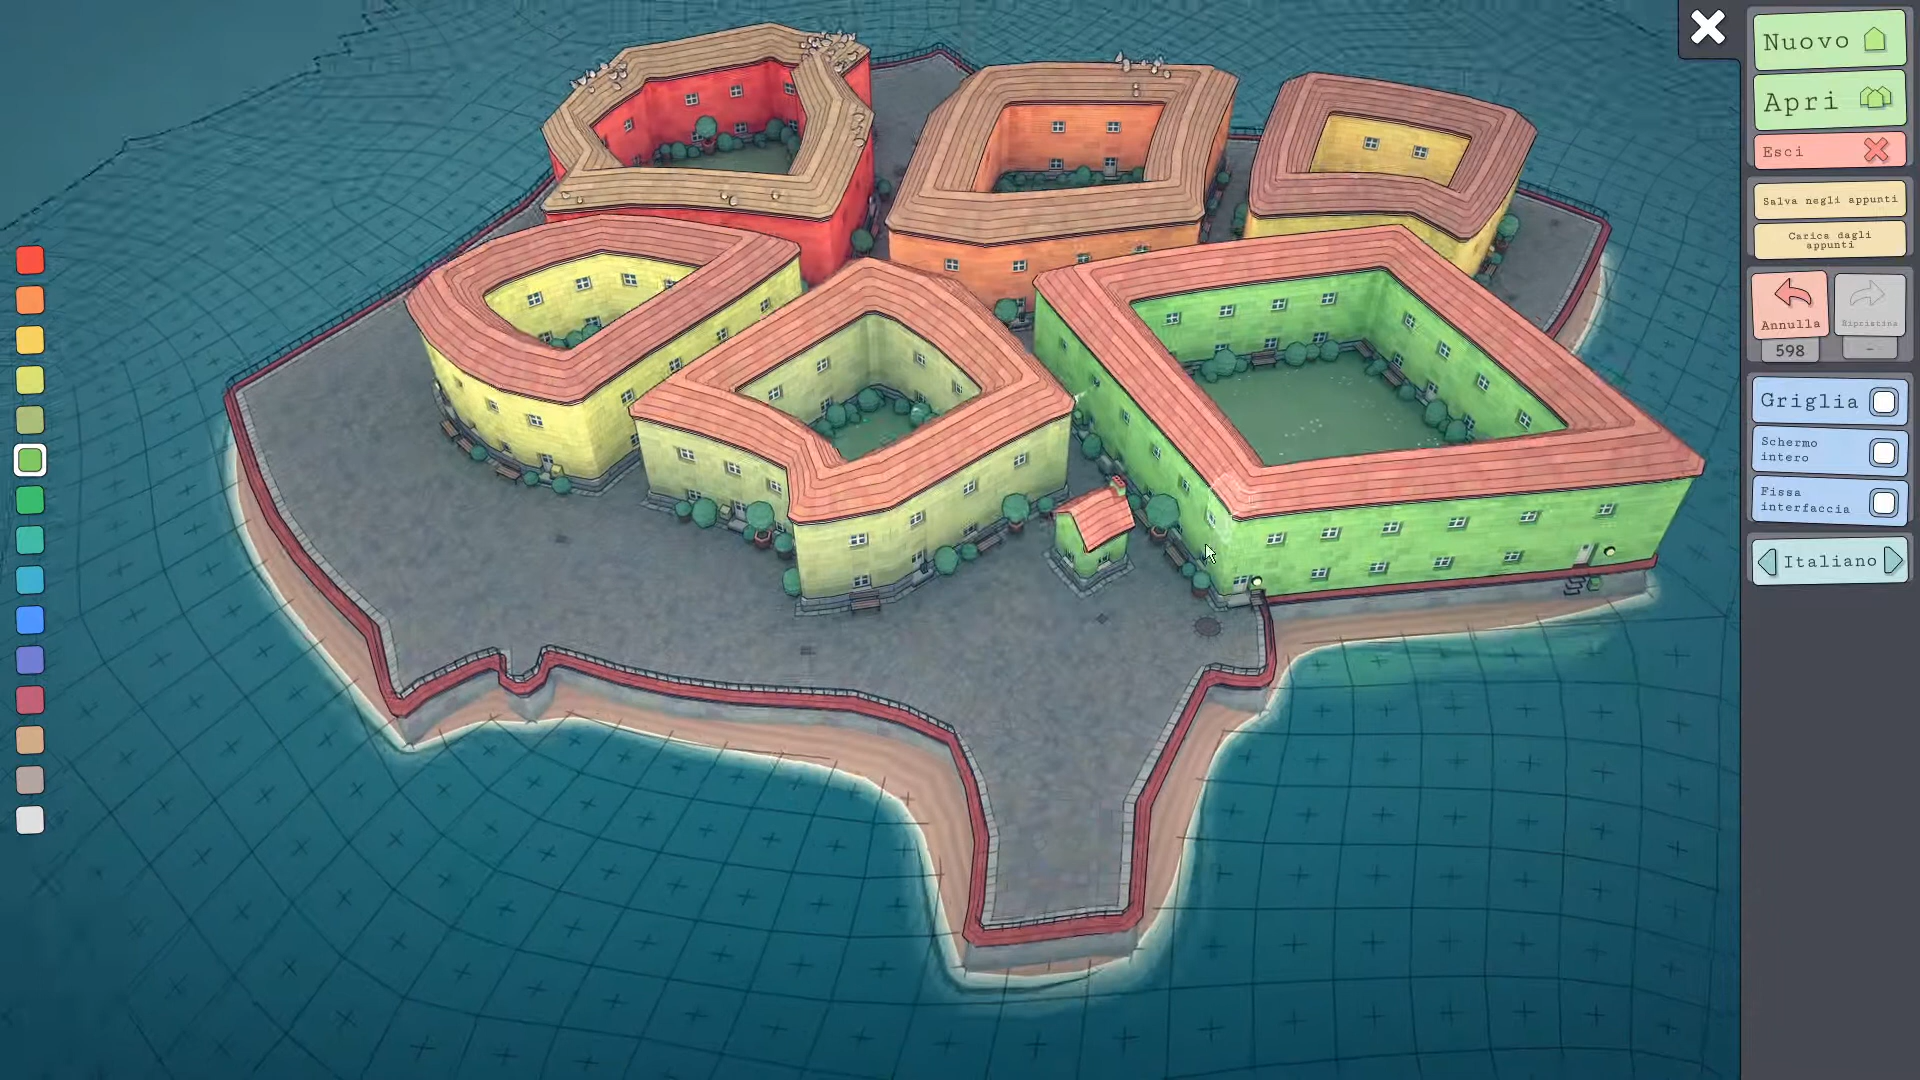 Nuovo
Apri
Esci
Salva negli appunti
Carica dagli
appunti
Annulla
Ripristina
598
-
Griglia
Schermo
intero
Fissa
interfaccia
Italiano